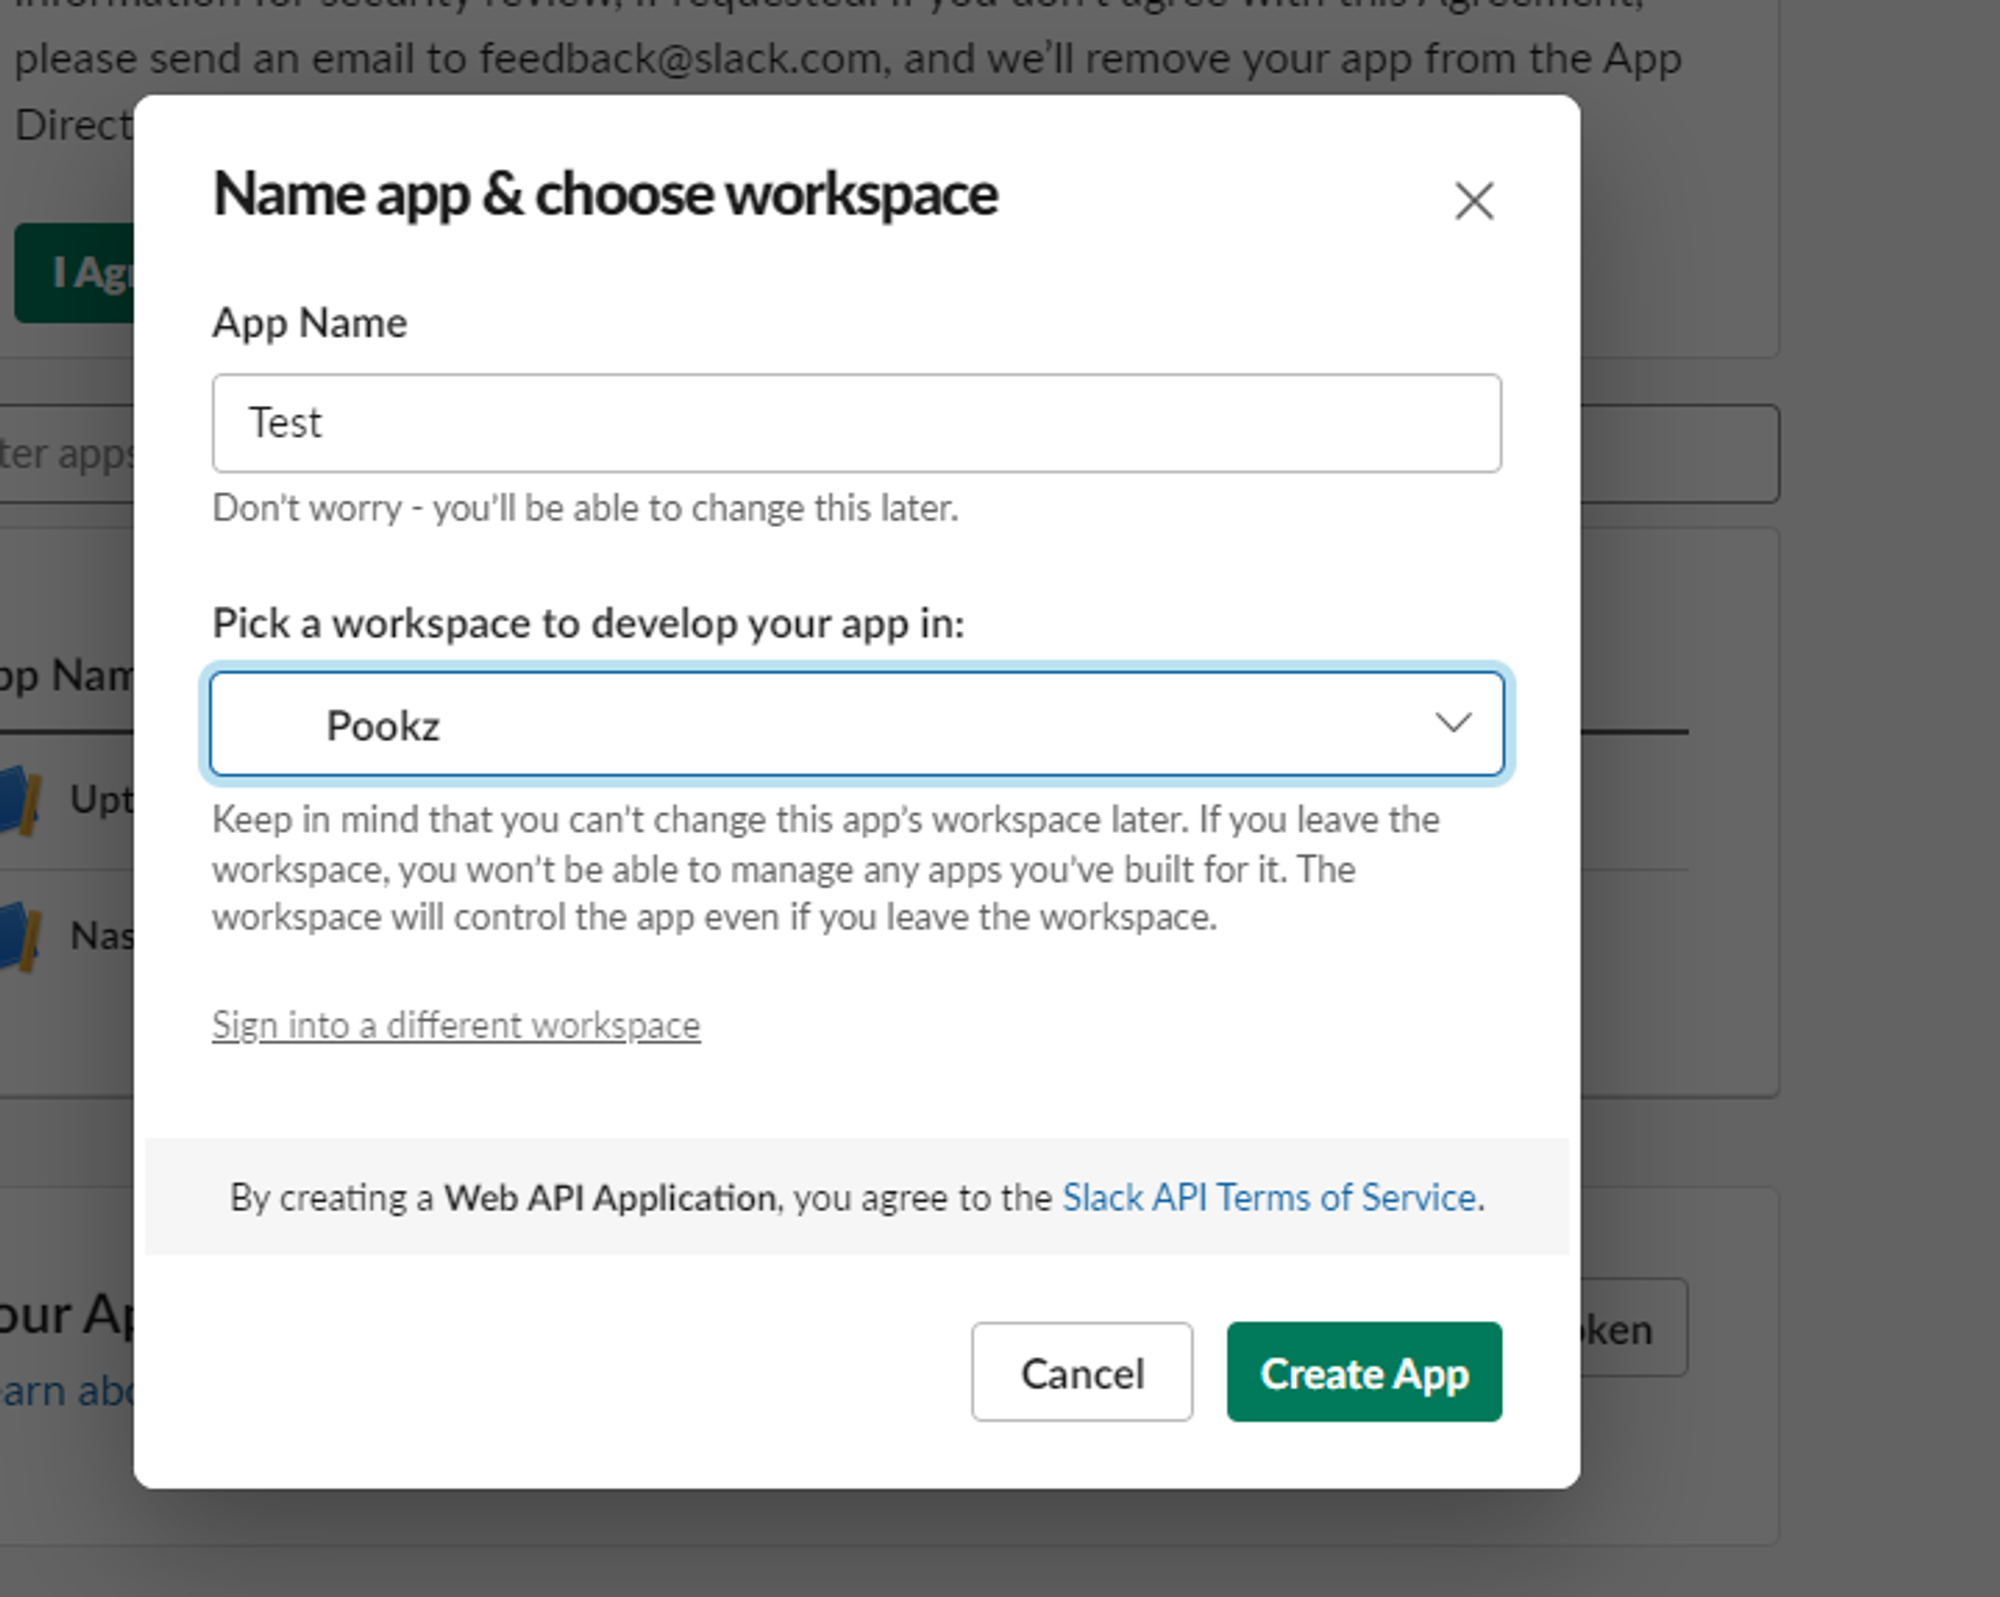 please send an email to feedback@slack.com, and we'll remove your app from the App
Direct
Name app & choose workspace
I Agr
App Name
Test
ter apps
Don't worry - you'll be able to change this later.
Pick a workspace to develop your app in:
pp Nam
Pookz
Upt
Keep in mind that you can't change this app's workspace later. If you leave the
workspace, you won't be able to manage any apps you've built for it. The
workspace will control the app even if you leave the workspace.
Nas
Sign into a different workspace
By creating a Web API Application, you agree to the Slack API Terms of Service.
our Ap
oken
earn abo
Cancel
Create App